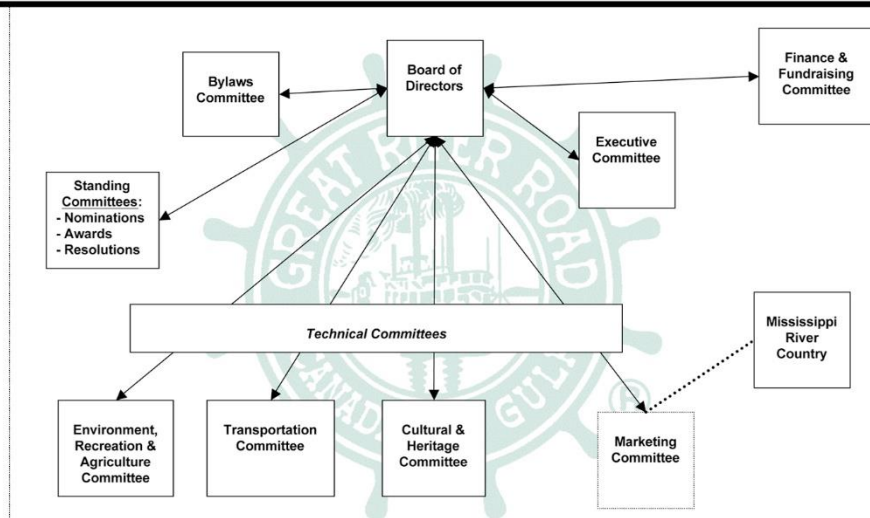 Board of
Directors
Bylaws
Committee
Finance &
Fundraising
Committee
Executive
Committee
Standing
Committees:
- Nominations
- Awards
- Resolutions
GREAT RIVER ROAD
Technical Committees
Mississippi
River
Country
CANADA
GULF
®
Environment,
Recreation &
Agriculture
Committee
Transportation
Committee
Cultural &
Heritage
Committee
Marketing
Committee